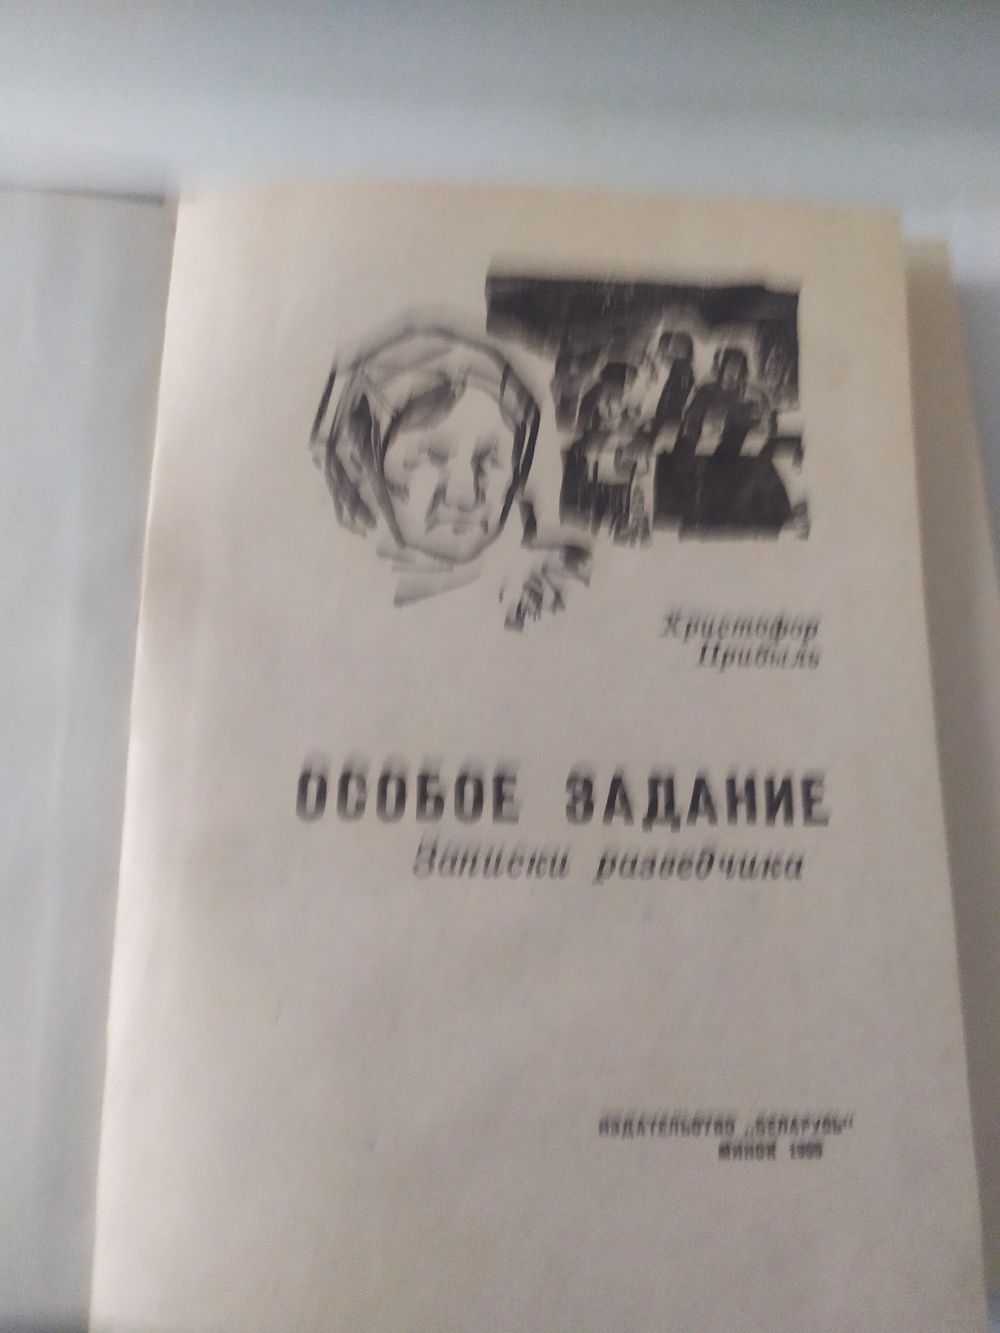 Христофор
Прибыль
ОСОБОЕ ЗАДАНИЕ
Записки разведчика
ИЗДАТЕЛЬСТВО „БЕЛАРУСЬ“
МИНСК